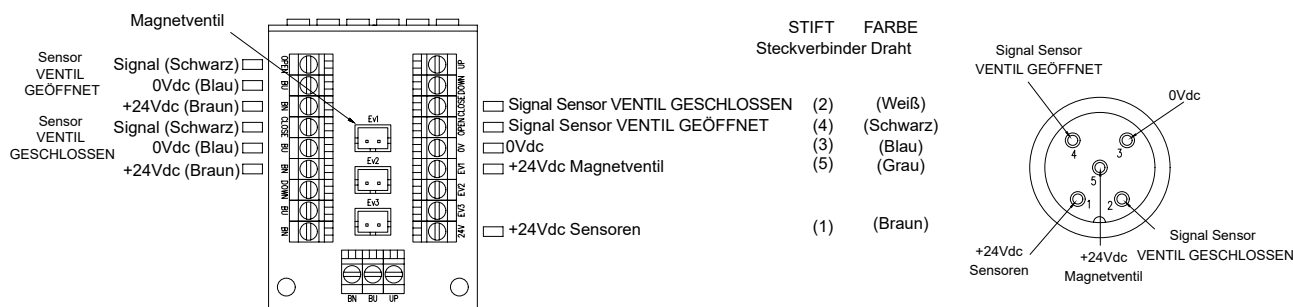 Magnetventil
Sensor
VENTIL
GEÖFFNET
Signal (Schwarz)
0Vdc (Blau)
+24Vdc (Braun)
Sensor
VENTIL
GESCHLOSSEN
Signal (Schwarz)
0Vdc (Blau)
+24Vdc (Braun)
OPEN
BU
BN
CLOSE
BU
BN
DOWN
BU
BN
Ev1
Ev2
Ev3
BN BU UP
UP
DOWN
CLOSE
OPEN
0V
EV1
EV2
EV3
24V
STIFT FARBE
Steckverbinder Draht
Signal Sensor VENTIL GESCHLOSSEN (2) (Weiß)
Signal Sensor VENTIL GEÖFFNET (4) (Schwarz)
0Vdc (3) (Blau)
+24Vdc Magnetventil (5) (Grau)
+24Vdc Sensoren (1) (Braun)
Signal Sensor
VENTIL GEÖFFNET
0Vdc
4
3
5
1
2
+24Vdc
Sensoren
+24Vdc
Magnetventil
Signal Sensor
VENTIL GESCHLOSSEN